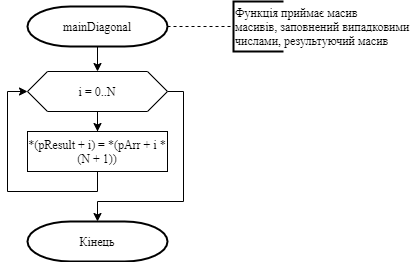 mainDiagonal
Функція приймає масив
масивів, заповнений випадковими
числами, результуючий масив
i = 0..N
*(pResult + i) = *(pArr + i *
(N + 1))
Кінець